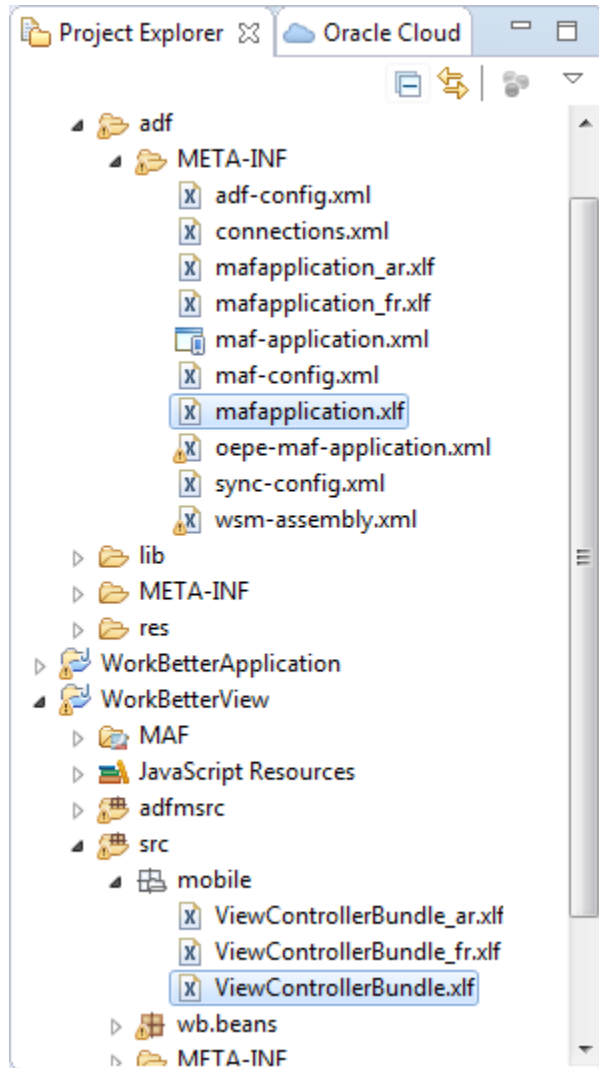 Project Explorer Oracle Cloud
adf
META-INF
adf-config.xml
connections.xml
mafapplication_ar.xlf
mafapplication_fr.xlf
maf-application.xml
maf-config.xml
mafapplication.xlf
oepe-maf-application.xml
sync-config.xml
wsm-assembly.xml
lib
META-INF
res
WorkBetterApplication
WorkBetterView
MAF
JavaScript Resources
adfmsrc
src
mobile
ViewControllerBundle_ar.xlf
ViewControllerBundle_fr.xlf
ViewControllerBundle.xlf
wb.beans
META-INF